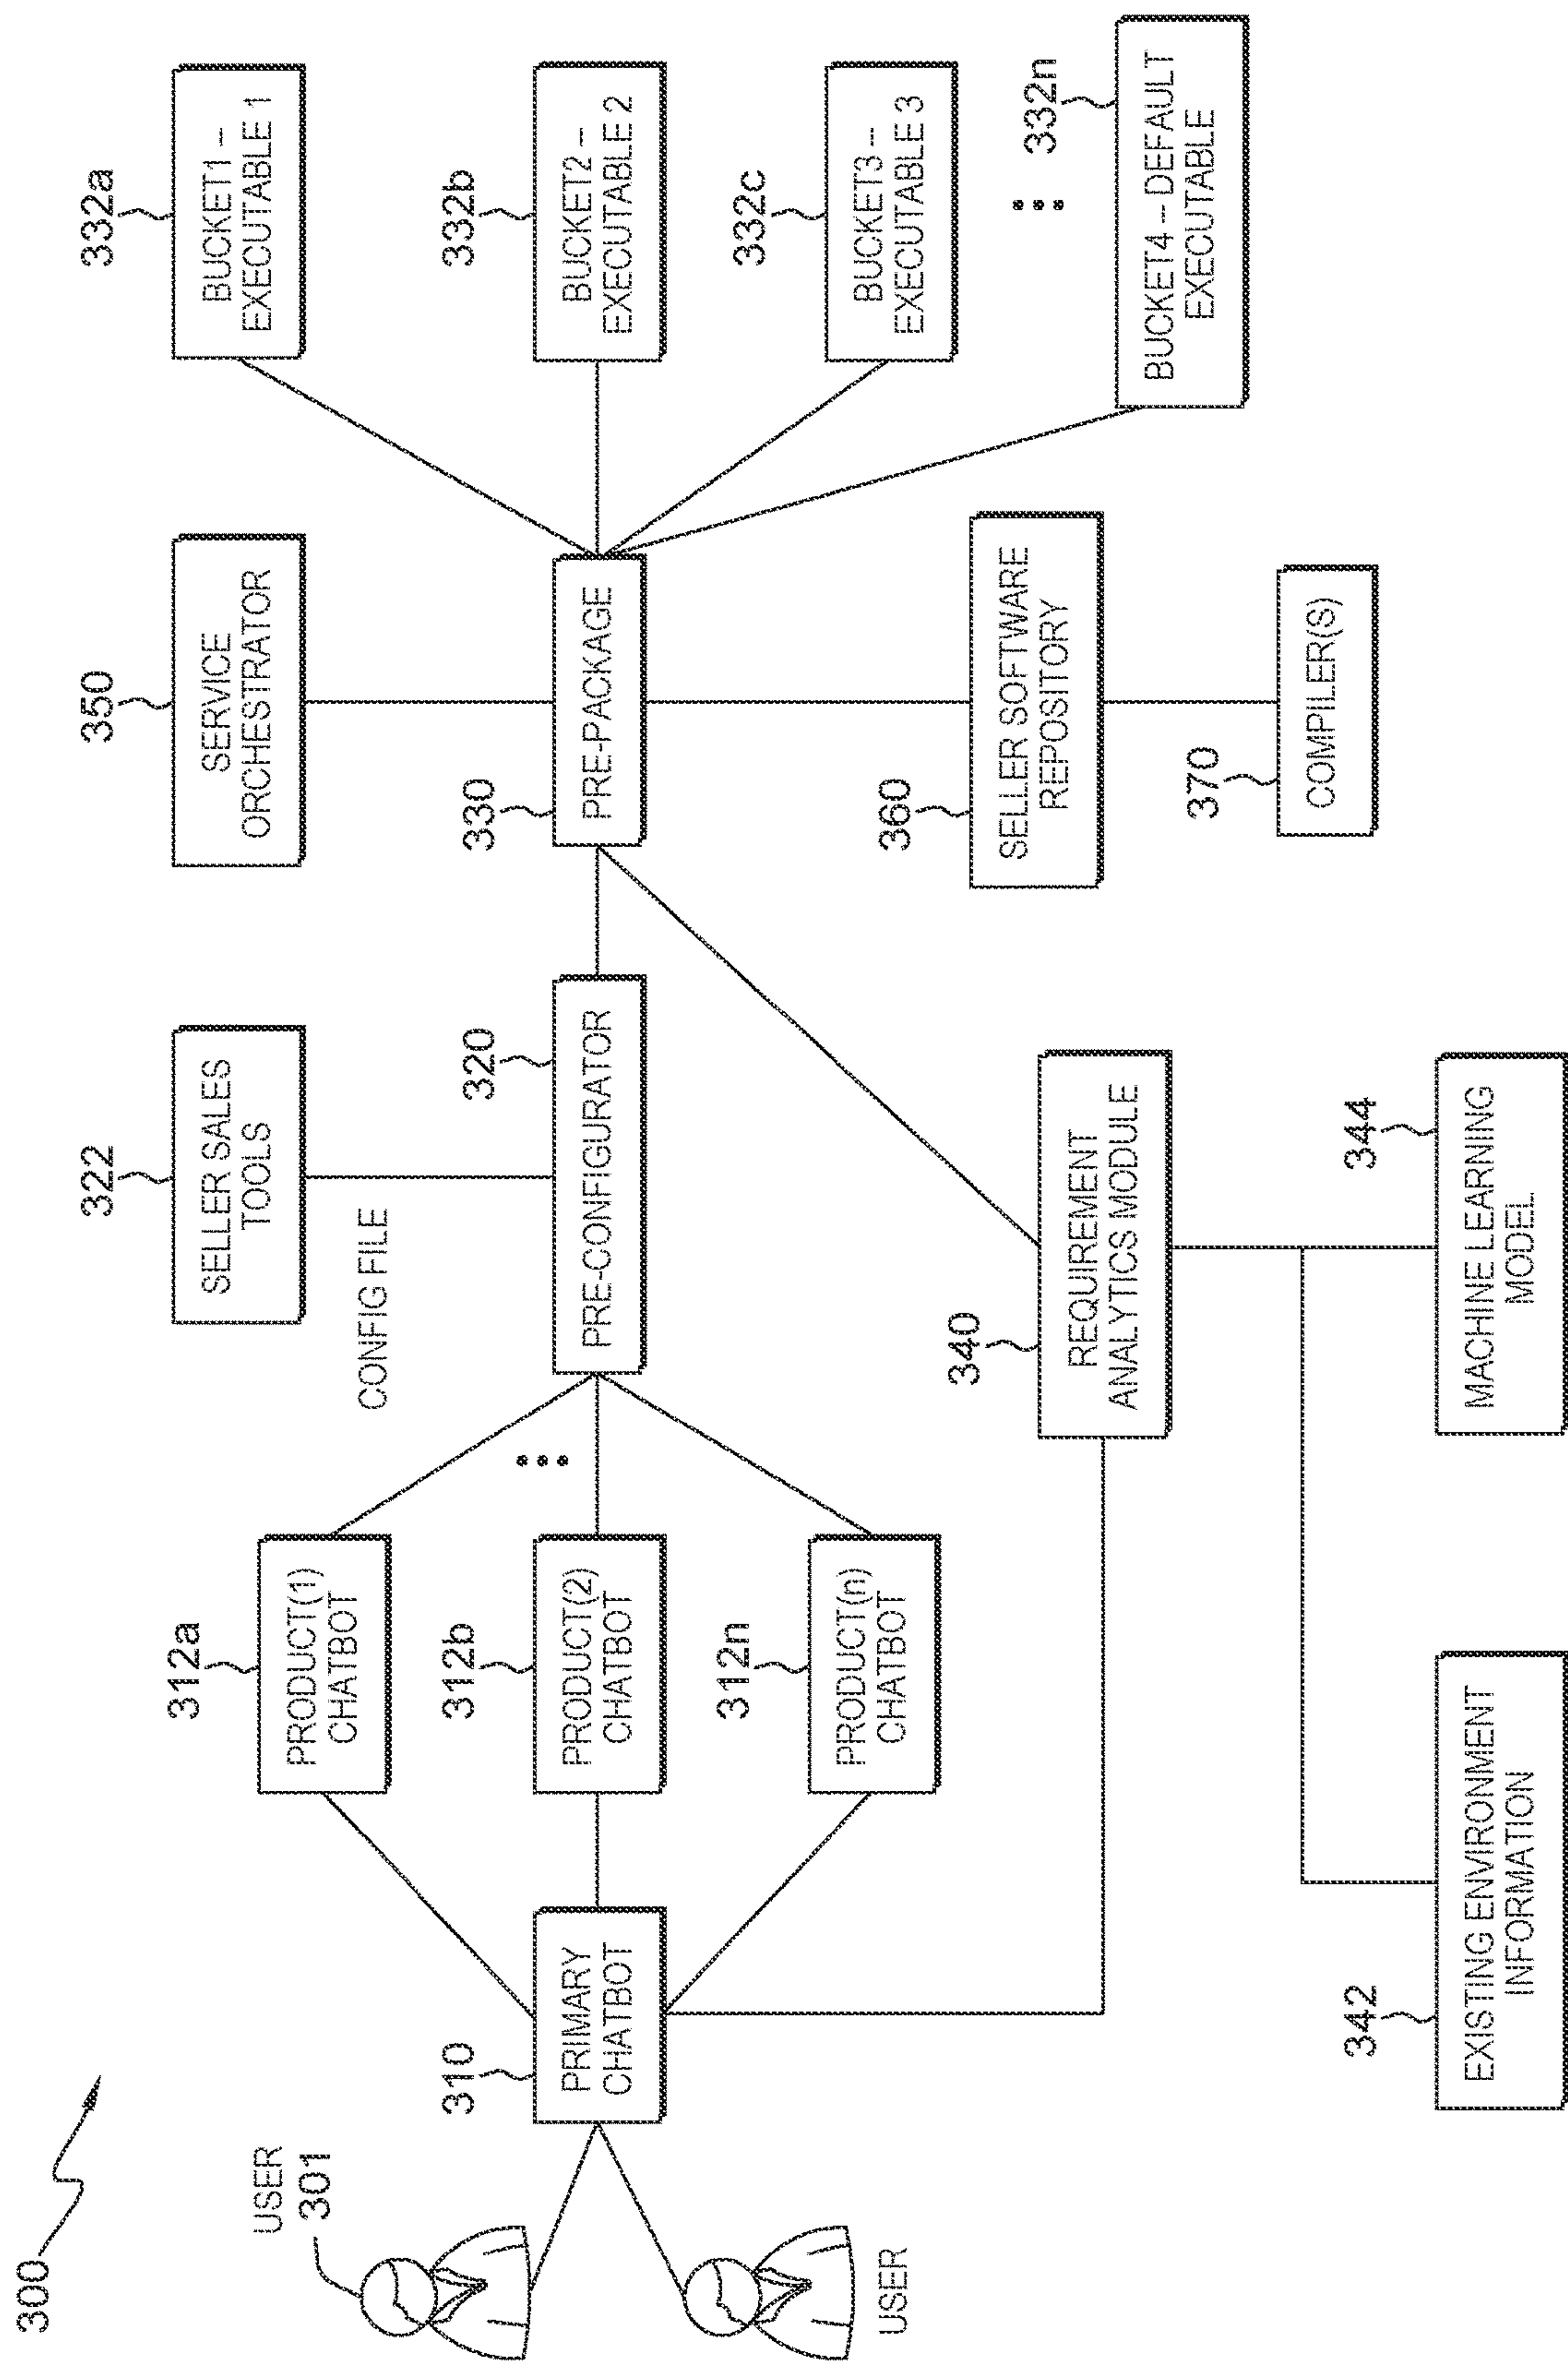 300
USER
301
USER
310
PRIMARY
CHATBOT
312a
PRODUCT(1)
CHATBOT
312b
PRODUCT(2)
CHATBOT
312n
PRODUCT(n)
CHATBOT
322
SELLER SALES
TOOLS
CONFIG FILE
320
PRE-CONFIGURATOR
340
REQUIREMENT
ANALYTICS MODULE
342
EXISTING ENVIRONMENT
INFORMATION
344
MACHINE LEARNING
MODEL
350
SERVICE
ORCHESTRATOR
330
PRE-PACKAGE
360
SELLER SOFTWARE
REPOSITORY
370
COMPILER(S)
332a
BUCKET1 --
EXECUTABLE 1
332b
BUCKET2 --
EXECUTABLE 2
332c
BUCKET3 --
EXECUTABLE 3
332n
BUCKET4 -- DEFAULT
EXECUTABLE